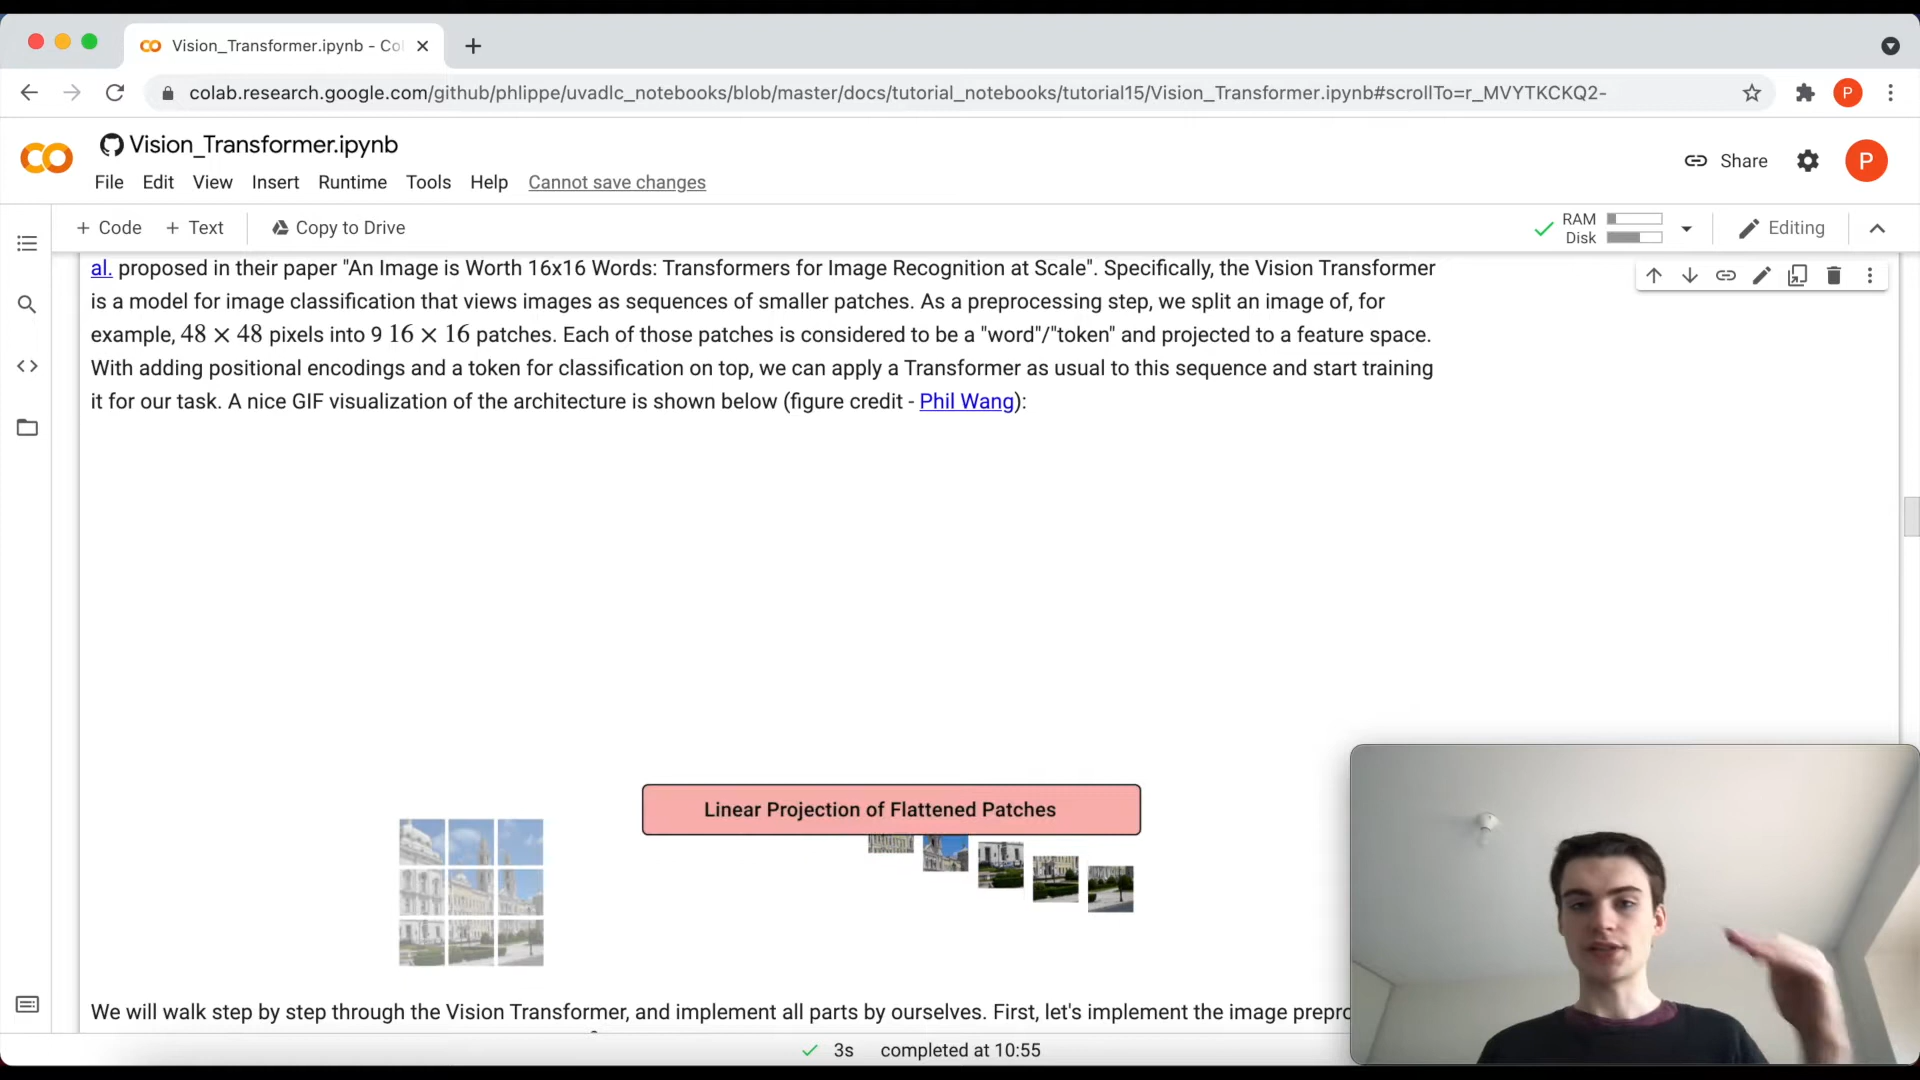 Vision_Transformer.ipynb - Co
colab.research.google.com/github/phlippe/uvadlc_notebooks/blob/master/docs/tutorial_notebooks/tutorial15/Vision_Transformer.ipynb#scrollTo=r_MVYTKCKQ2-
P
Vision_Transformer.ipynb
Share
P
File Edit View Insert Runtime Tools Help Cannot save changes
+ Code + Text Copy to Drive
RAM
Disk
Editing
al. proposed in their paper "An Image is Worth 16x16 Words: Transformers for Image Recognition at Scale". Specifically, the Vision Transformer
is a model for image classification that views images as sequences of smaller patches. As a preprocessing step, we split an image of, for
example, 48 × 48 pixels into 9 16 × 16 patches. Each of those patches is considered to be a "word"/"token" and projected to a feature space.
With adding positional encodings and a token for classification on top, we can apply a Transformer as usual to this sequence and start training
it for our task. A nice GIF visualization of the architecture is shown below (figure credit - Phil Wang):
Linear Projection of Flattened Patches
We will walk step by step through the Vision Transformer, and implement all parts by ourselves. First, let's implement the image prepro
3s completed at 10:55